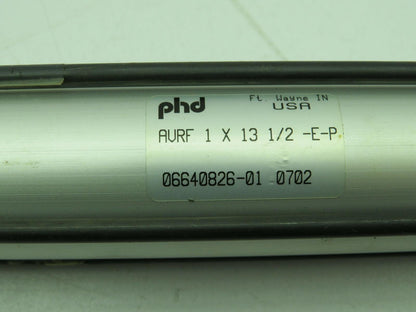 phd Ft. Wayne IN
USA
AVRF 1 X 13 1/2 -E-P
06640826-01 0702